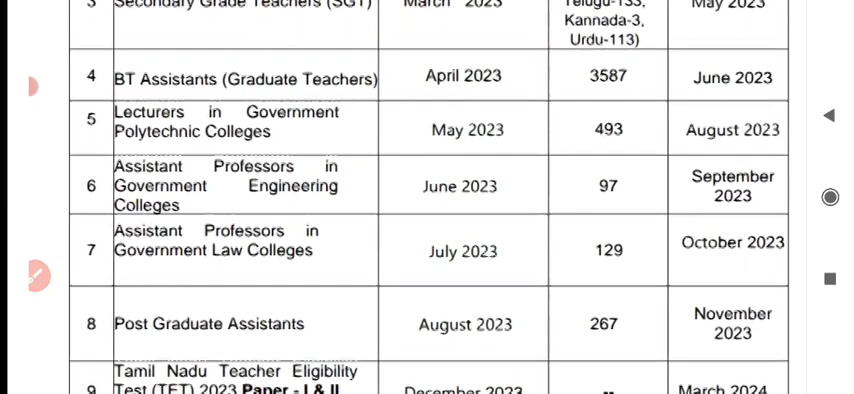 3 Secondary Grade Teachers (SGT) March 2023 Telugu-133, May 2023
Kannada-3,
Urdu-113)
4 BT Assistants (Graduate Teachers) April 2023 3587 June 2023
5 Lecturers in Government
Polytechnic Colleges May 2023 493 August 2023
6 Assistant Professors in
Government Engineering
Colleges June 2023 97 September
2023
7 Assistant Professors in
Government Law Colleges July 2023 129 October 2023
8 Post Graduate Assistants August 2023 267 November
2023
9 Tamil Nadu Teacher Eligibility
Test (TET) 2023 Paper - I & II December 2023 -- March 2024